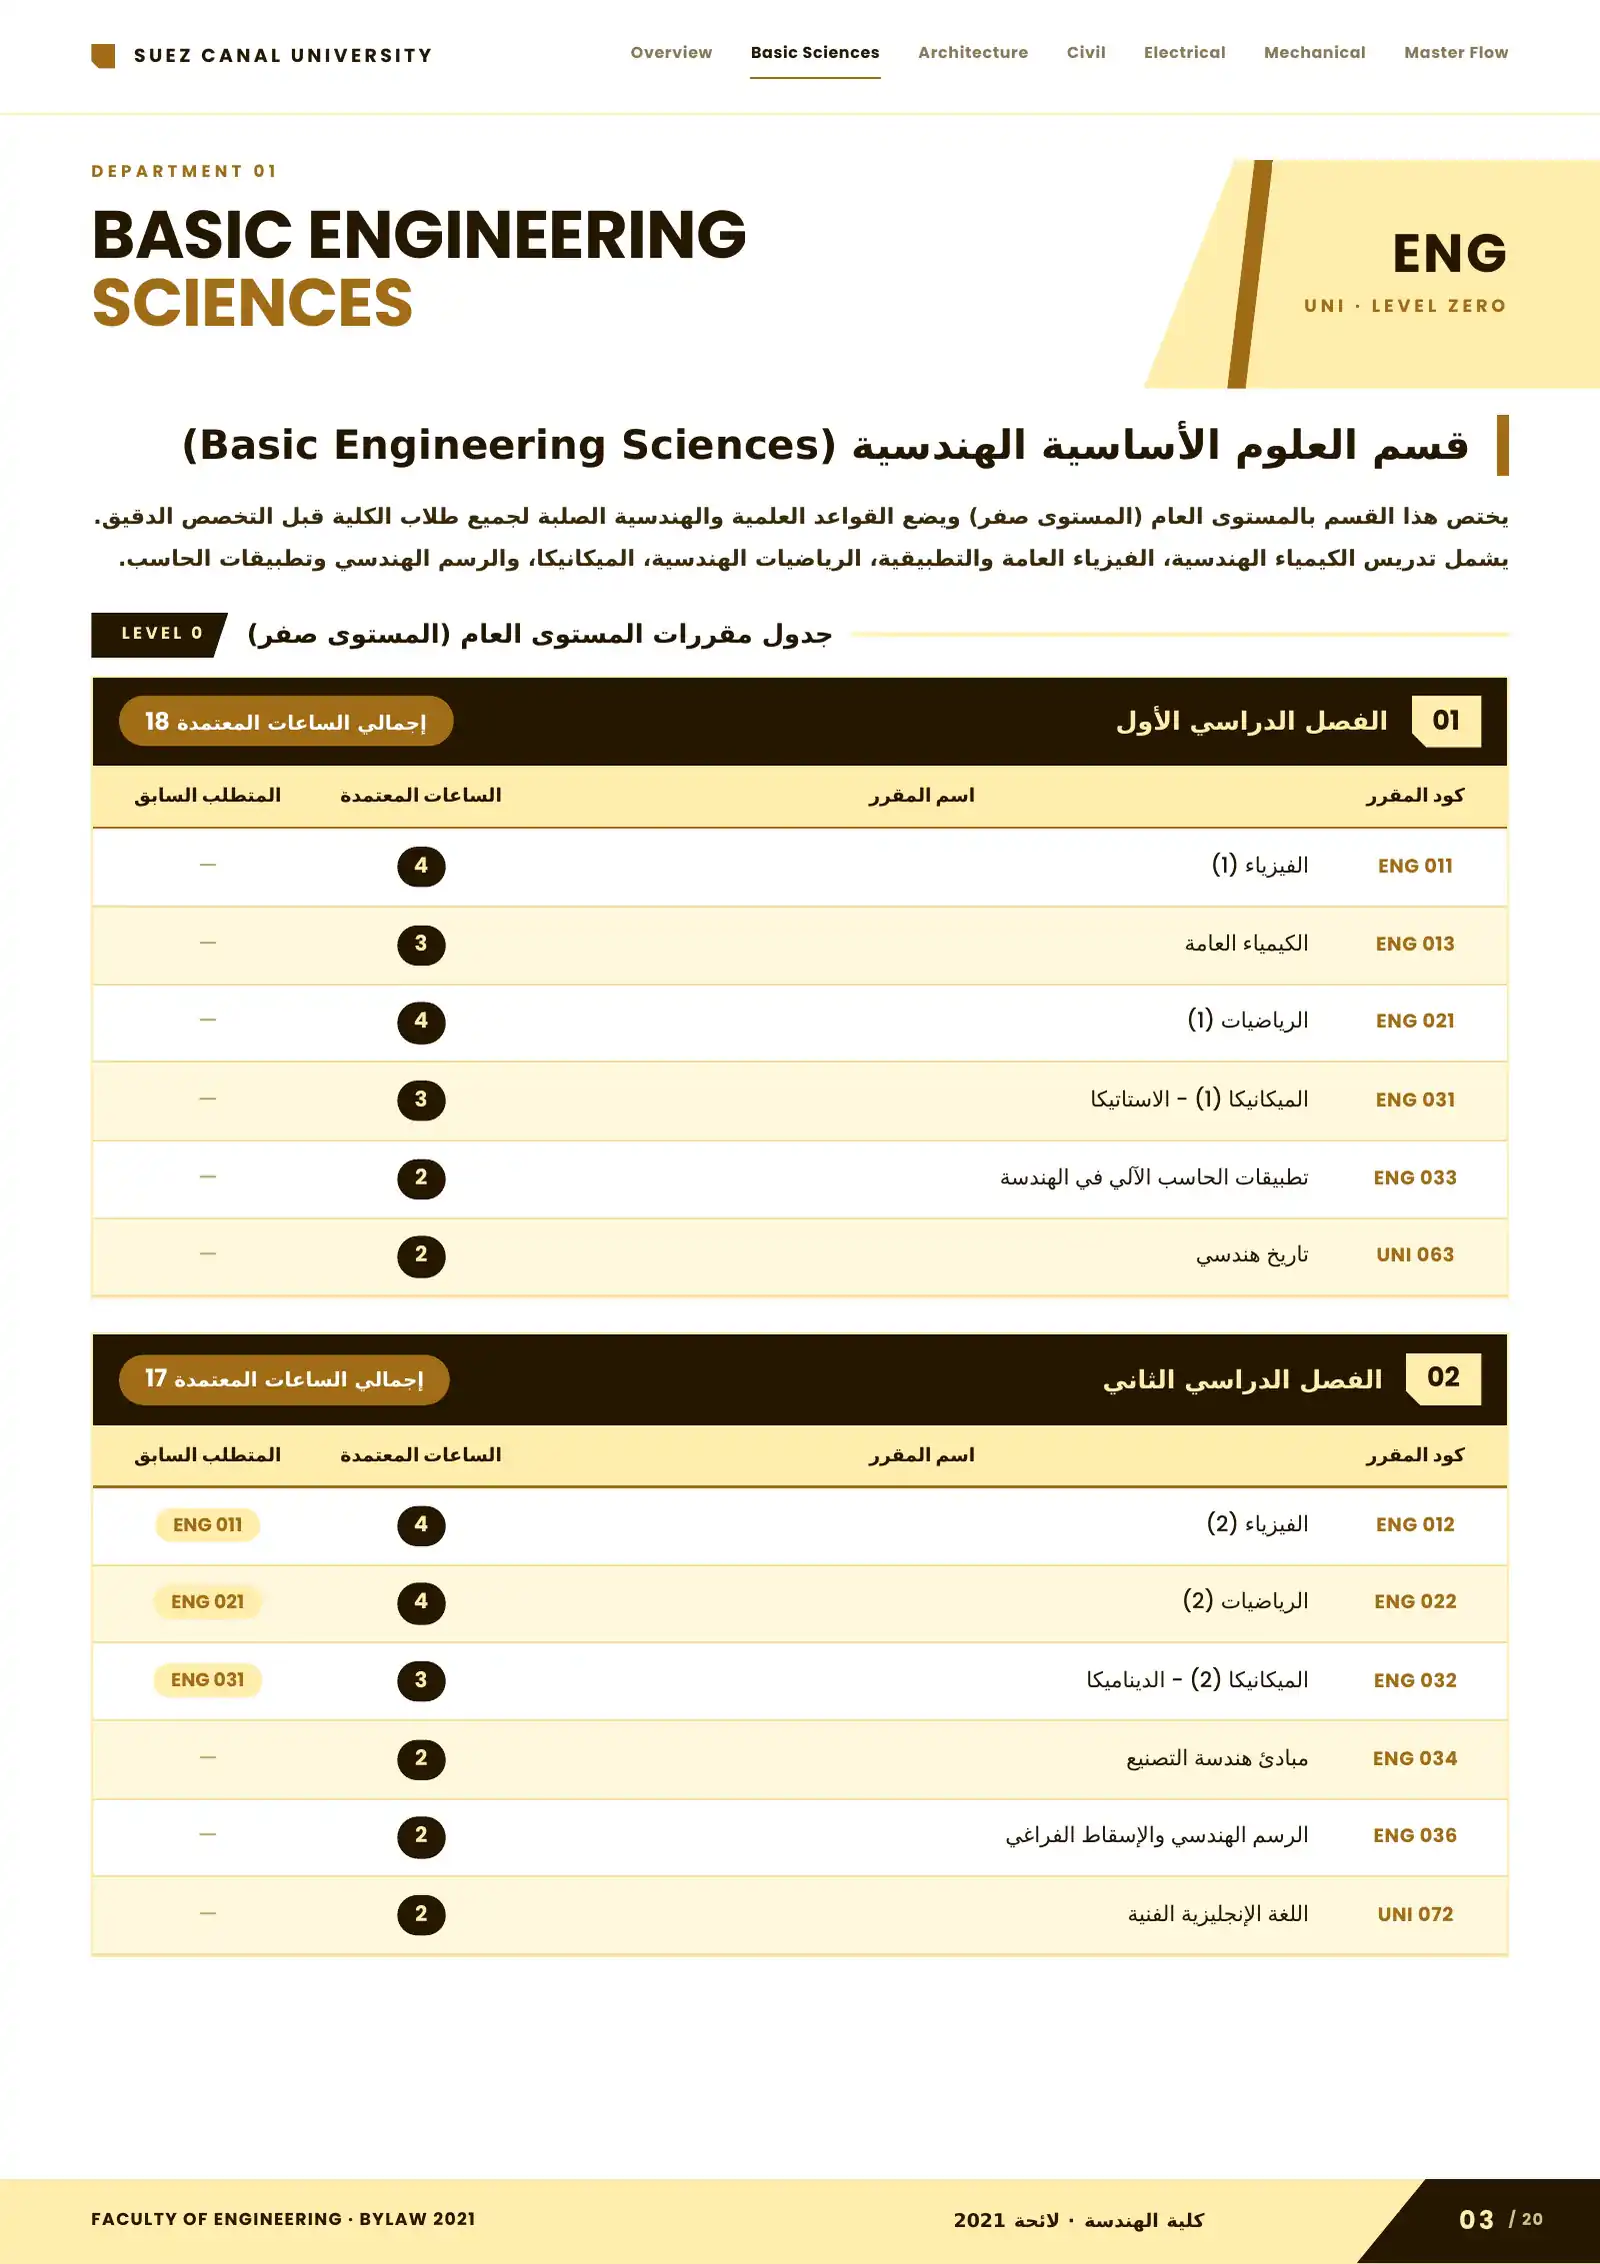 SUEZ CANAL UNIVERSITY
Overview Basic Sciences Architecture Civil Electrical Mechanical Master Flow
DEPARTMENT 01
BASIC ENGINEERING
SCIENCES
ENG
UNI · LEVEL ZERO
قسم العلوم الأساسية الهندسية (Basic Engineering Sciences)
يختص هذا القسم بالمستوى العام (المستوى صفر) ويضع القواعد العلمية والهندسية الصلبة لجميع طلاب الكلية قبل التخصص الدقيق.
يشمل تدريس الكيمياء الهندسية، الفيزياء العامة والتطبيقية، الرياضيات الهندسية، الميكانيكا، والرسم الهندسي وتطبيقات الحاسب.
LEVEL 0 جدول مقررات المستوى العام (المستوى صفر)
01 الفصل الدراسي الأول إجمالي الساعات المعتمدة 18
كود المقرر اسم المقرر الساعات المعتمدة المتطلب السابق
ENG 011 الفيزياء (1) 4 —
ENG 013 الكيمياء العامة 3 —
ENG 021 الرياضيات (1) 4 —
ENG 031 الميكانيكا (1) - الاستاتيكا 3 —
ENG 033 تطبيقات الحاسب الآلي في الهندسة 2 —
UNI 063 تاريخ هندسي 2 —
02 الفصل الدراسي الثاني إجمالي الساعات المعتمدة 17
كود المقرر اسم المقرر الساعات المعتمدة المتطلب السابق
ENG 012 الفيزياء (2) 4 ENG 011
ENG 022 الرياضيات (2) 4 ENG 021
ENG 032 الميكانيكا (2) - الديناميكا 3 ENG 031
ENG 034 مبادئ هندسة التصنيع 2 —
ENG 036 الرسم الهندسي والإسقاط الفراغي 2 —
UNI 072 اللغة الإنجليزية الفنية 2 —
FACULTY OF ENGINEERING · BYLAW 2021
كلية الهندسة · لائحة 2021
03 / 20